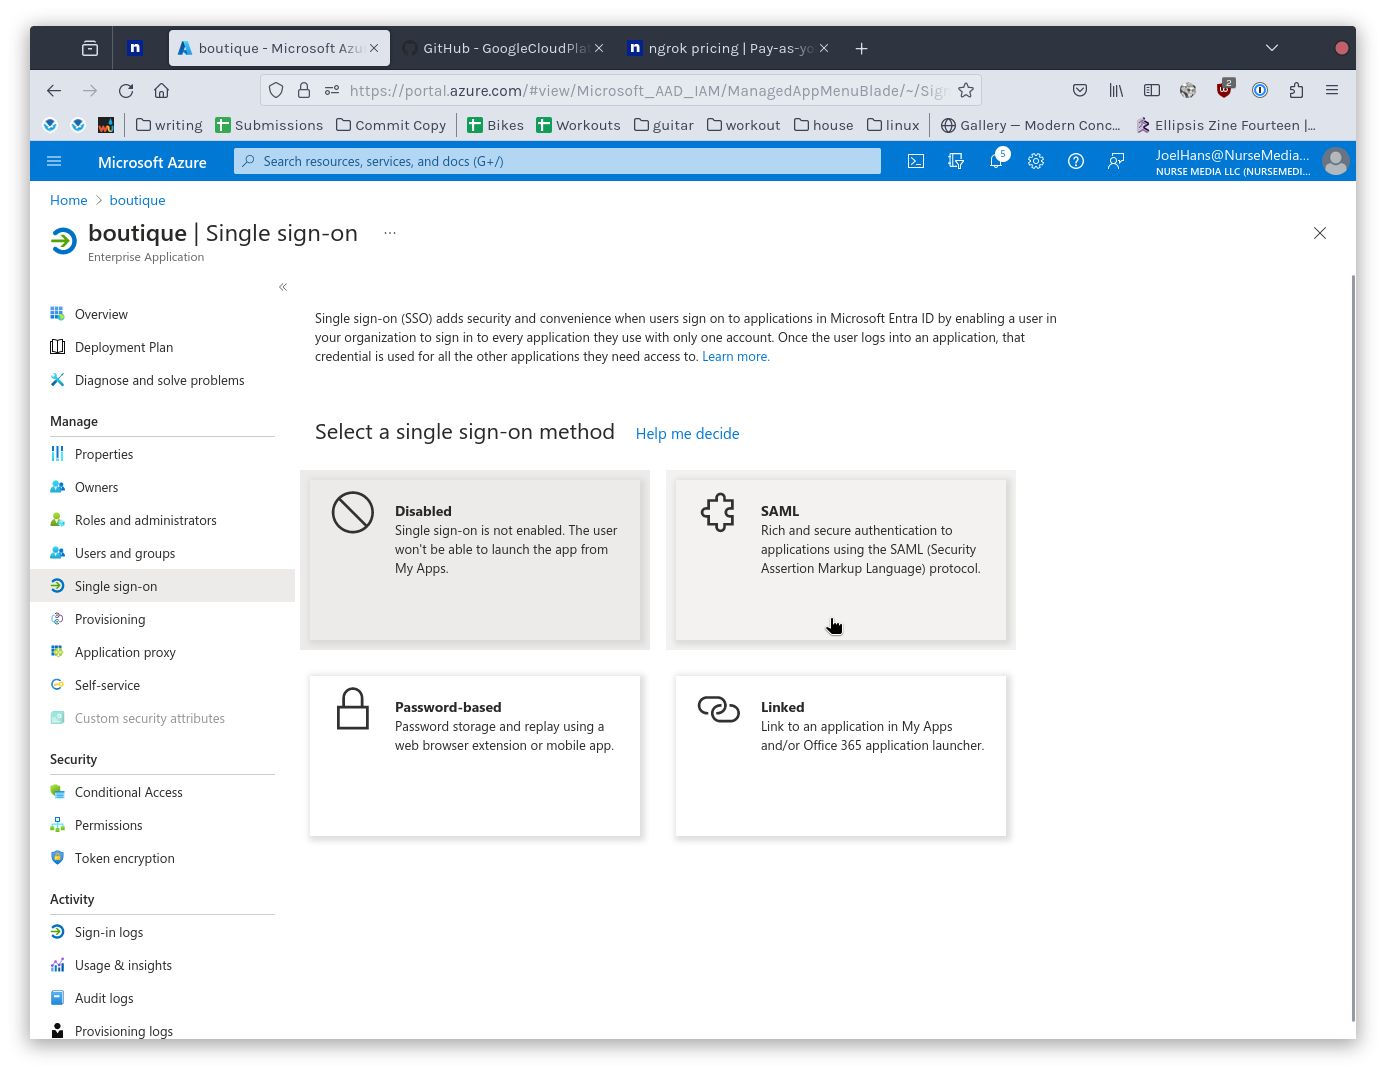 n
boutique - Microsoft Azu
GitHub - GoogleCloudPla
n
ngrok pricing | Pay-as-yo
https://portal.azure.com/#view/Microsoft_AAD_IAM/ManagedAppMenuBlade/~/Sign
2
writing
Submissions
Commit Copy
Bikes
Workouts
guitar
workout
house
linux
Gallery — Modern Conc…
Ellipsis Zine Fourteen |…
Microsoft Azure
Search resources, services, and docs (G+/)
5
JoelHans@NurseMedia...
NURSE MEDIA LLC (NURSEMEDI...
Home > boutique
boutique | Single sign-on
...
Enterprise Application
«
Overview
Deployment Plan
Diagnose and solve problems
Manage
Properties
Owners
Roles and administrators
Users and groups
Single sign-on
Provisioning
Application proxy
Self-service
Custom security attributes
Security
Conditional Access
Permissions
Token encryption
Activity
Sign-in logs
Usage & insights
Audit logs
Provisioning logs
Single sign-on (SSO) adds security and convenience when users sign on to applications in Microsoft Entra ID by enabling a user in
your organization to sign in to every application they use with only one account. Once the user logs into an application, that
credential is used for all the other applications they need access to. Learn more.
Select a single sign-on method
Help me decide
Disabled
Single sign-on is not enabled. The user
won't be able to launch the app from
My Apps.
SAML
Rich and secure authentication to
applications using the SAML (Security
Assertion Markup Language) protocol.
Password-based
Password storage and replay using a
web browser extension or mobile app.
Linked
Link to an application in My Apps
and/or Office 365 application launcher.